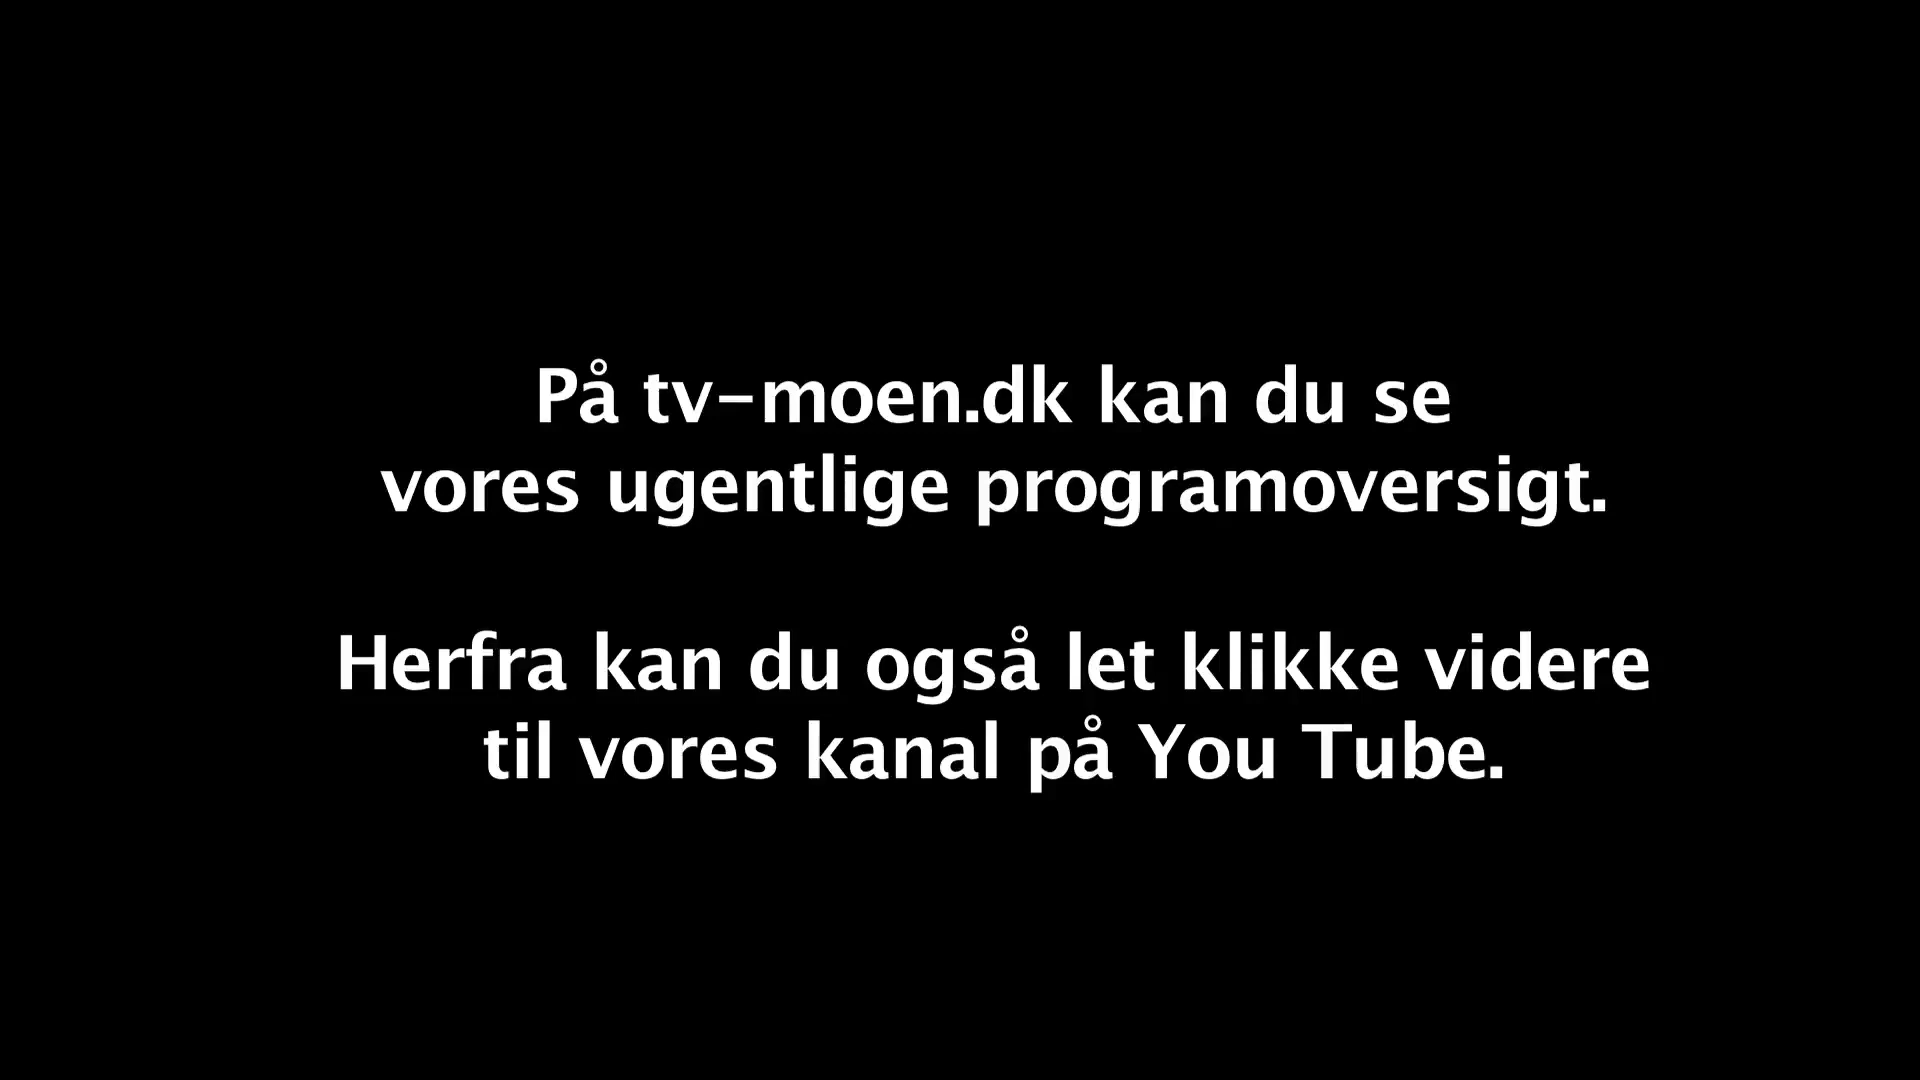 På tv-moen.dk kan du se
vores ugentlige programoversigt.
Herfra kan du også let klikke videre
til vores kanal på You Tube.